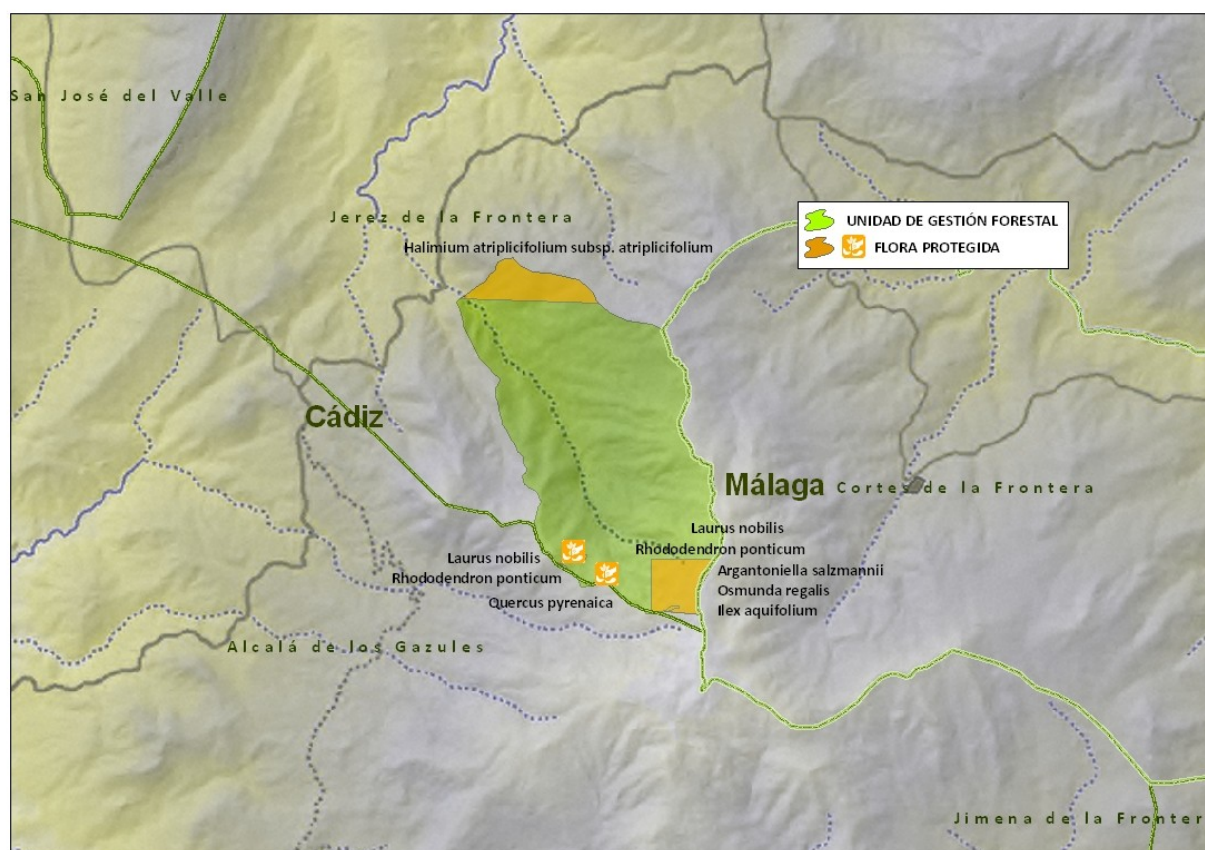 San José del Valle
Jerez de la Frontera
UNIDAD DE GESTIÓN FORESTAL
FLORA PROTEGIDA
Halimium atriplicifolium subsp. atriplicifolium
Cádiz
Málaga
Cortes de la Frontera
Laurus nobilis
Rhododendron ponticum
Laurus nobilis
Rhododendron ponticum
Argantoniella salzmannii
Osmunda regalis
Ilex aquifolium
Quercus pyrenaica
Alcalá de los Gazules
Jimena de la Fronter